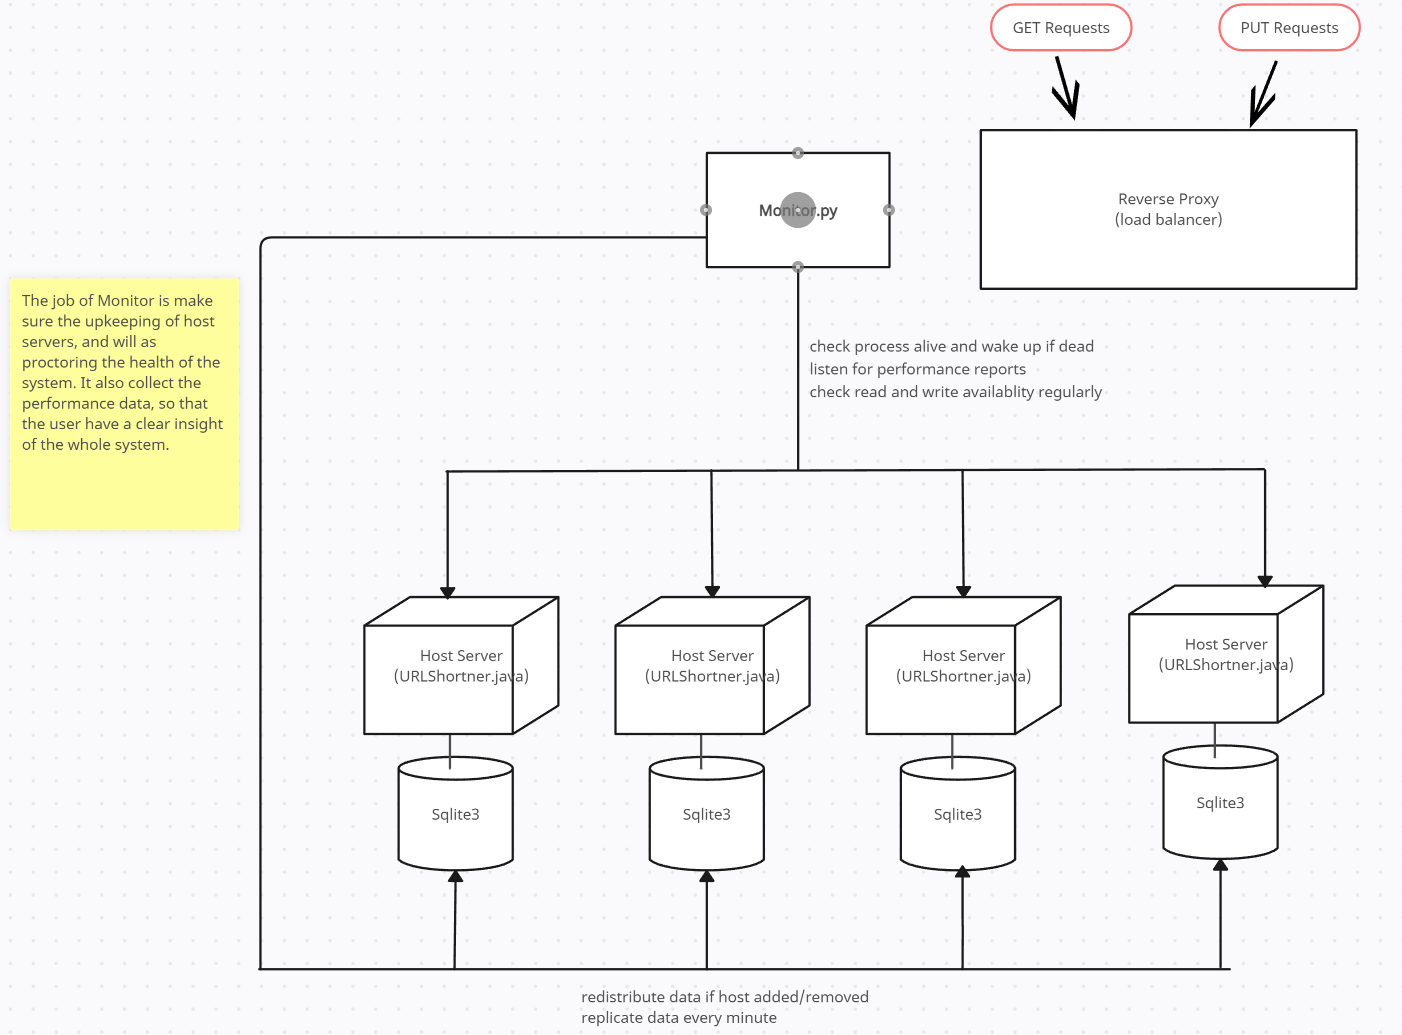 GET Requests
PUT Requests
Monitor.py
Reverse Proxy
(load balancer)
The job of Monitor is make
sure the upkeeping of host
servers, and will as
proctoring the health of the
system. It also collect the
performance data, so that
the user have a clear insight
of the whole system.
check process alive and wake up if dead
listen for performance reports
check read and write availablity regularly
Host Server
(URLShortner.java)
Host Server
(URLShortner.java)
Host Server
(URLShortner.java)
Host Server
(URLShortner.java)
Sqlite3
Sqlite3
Sqlite3
Sqlite3
redistribute data if host added/removed
replicate data every minute